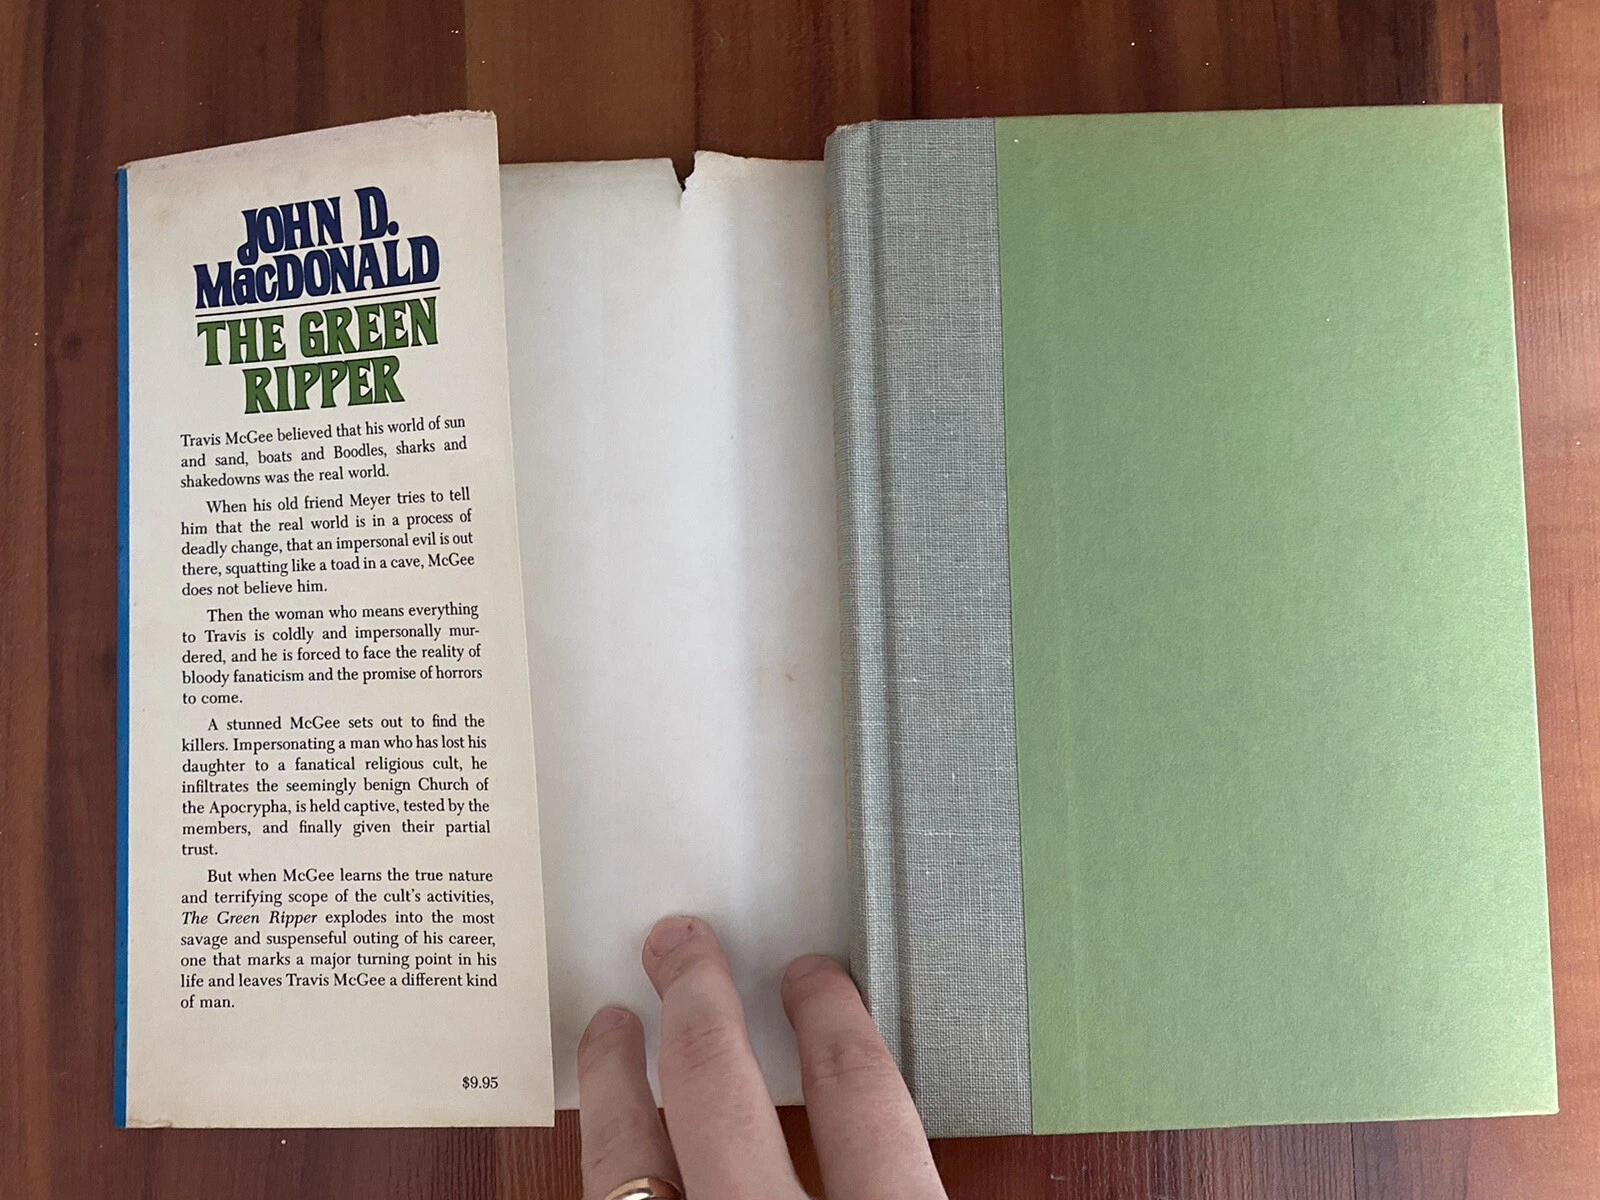 JOHN D.
MacDONALD
THE GREEN
RIPPER
Travis McGee believed that his world of sun
and sand, boats and Boodles, sharks and
shakedowns was the real world.
When his old friend Meyer tries to tell
him that the real world is in a process of
deadly change, that an impersonal evil is out
there, squatting like a toad in a cave, McGee
does not believe him.
Then the woman who means everything
to Travis is coldly and impersonally mur-
dered, and he is forced to face the reality of
bloody fanaticism and the promise of horrors
to come.
A stunned McGee sets out to find the
killers. Impersonating a man who has lost his
daughter to a fanatical religious cult, he
infiltrates the seemingly benign Church of
the Apocrypha, is held captive, tested by the
members, and finally given their partial
trust.
But when McGee learns the true nature
and terrifying scope of the cult's activities,
The Green Ripper explodes into the most
savage and suspenseful outing of his career,
one that marks a major turning point in his
life and leaves Travis McGee a different kind
of man.
$9.95